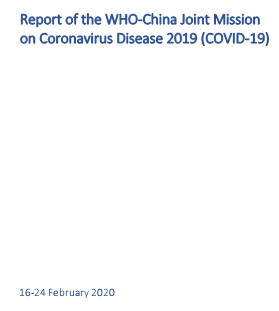 Report of the WHO-China Joint Mission
on Coronavirus Disease 2019 (COVID-19)
16-24 February 2020